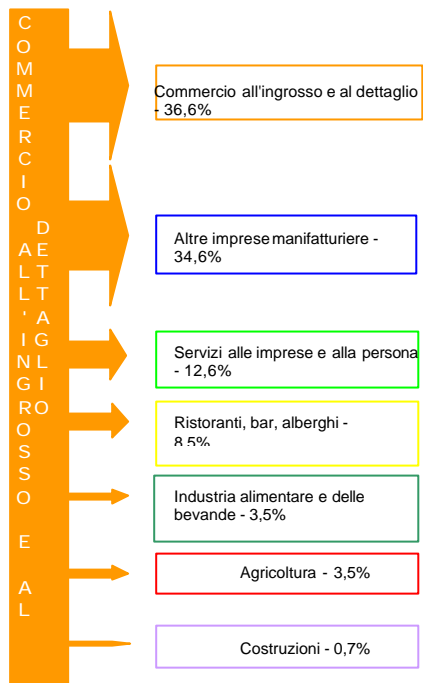 COMMERCIO ALL'INGROSSO E AL
DETTAGLIO
Commercio all'ingrosso e al dettaglio
- 36,6%
Altre imprese manifatturiere -
34,6%
Servizi alle imprese e alla persona
- 12,6%
Ristoranti, bar, alberghi -
8,5%
Industria alimentare e delle
bevande - 3,5%
Agricoltura - 3,5%
Costruzioni - 0,7%